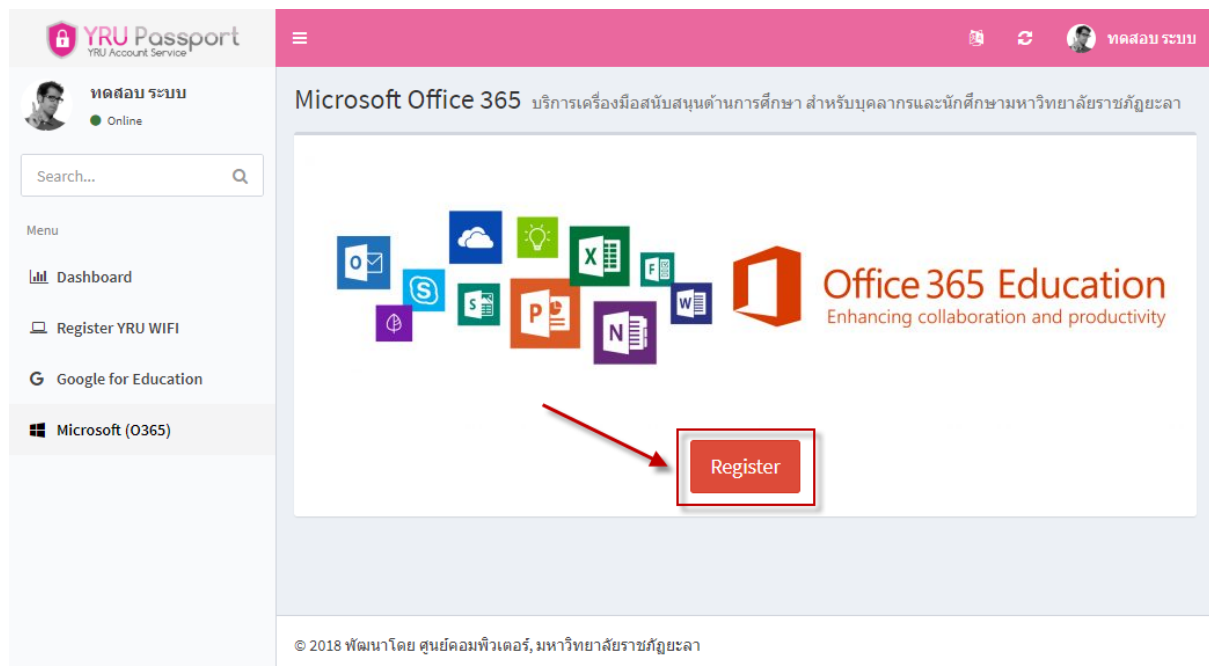 YRU Passport
YRU Account Service
ทดสอบ ระบบ
ทดสอบ ระบบ
Online
Search...
Menu
Dashboard
Register YRU WIFI
G Google for Education
Microsoft (O365)
Microsoft Office 365 บริการเครื่องมือสนับสนุนด้านการศึกษา สำหรับบุคลากรและนักศึกษามหาวิทยาลัยราชภัฏยะลา
O
S
S
P
X
F
N
W
Office 365 Education
Enhancing collaboration and productivity
Register
© 2018 พัฒนาโดย ศูนย์คอมพิวเตอร์, มหาวิทยาลัยราชภัฏยะลา